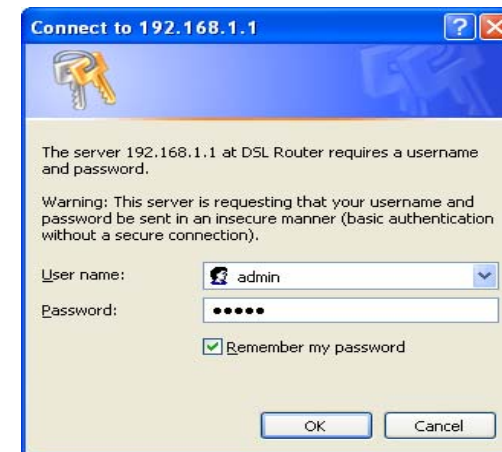 Connect to 192.168.1.1
The server 192.168.1.1 at DSL Router requires a username
and password.
Warning: This server is requesting that your username and
password be sent in an insecure manner (basic authentication
without a secure connection).
User name:
admin
Password:
•••••
Remember my password
OK
Cancel